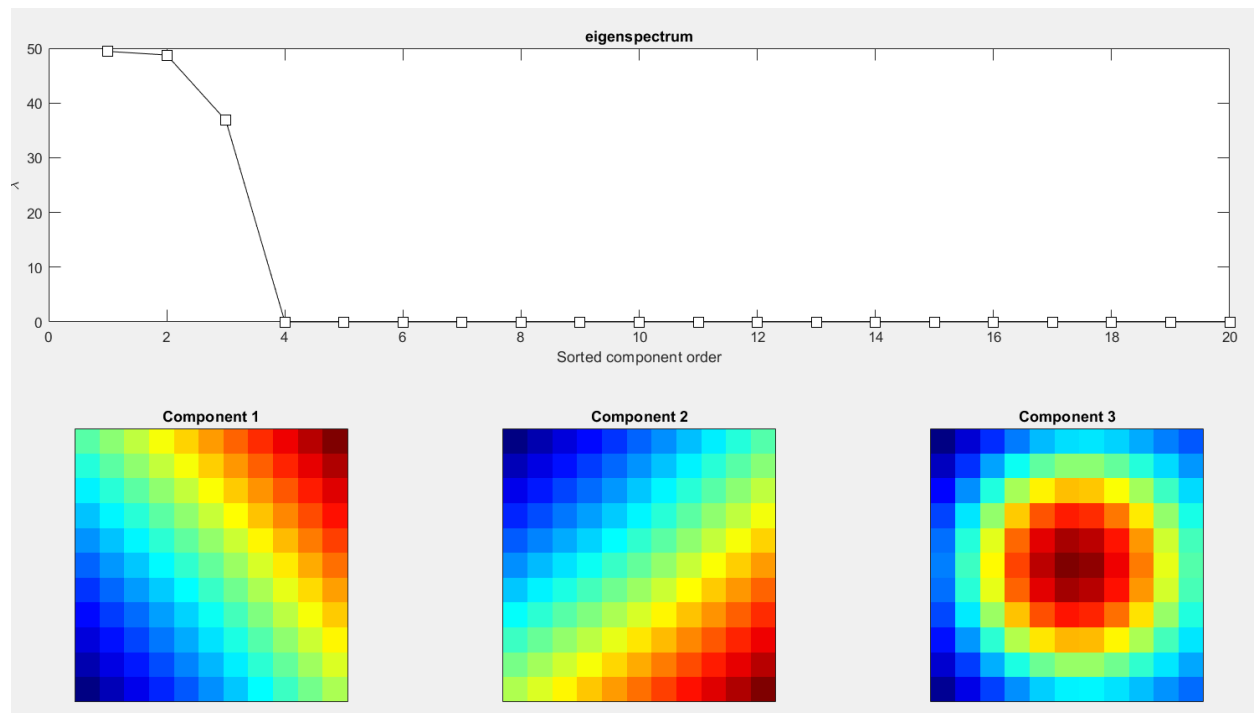 eigenspectrum
50
40
30
20
10
0
λ
0 2 4 6 8 10 12 14 16 18 20
Sorted component order
Component 1 Component 2 Component 3